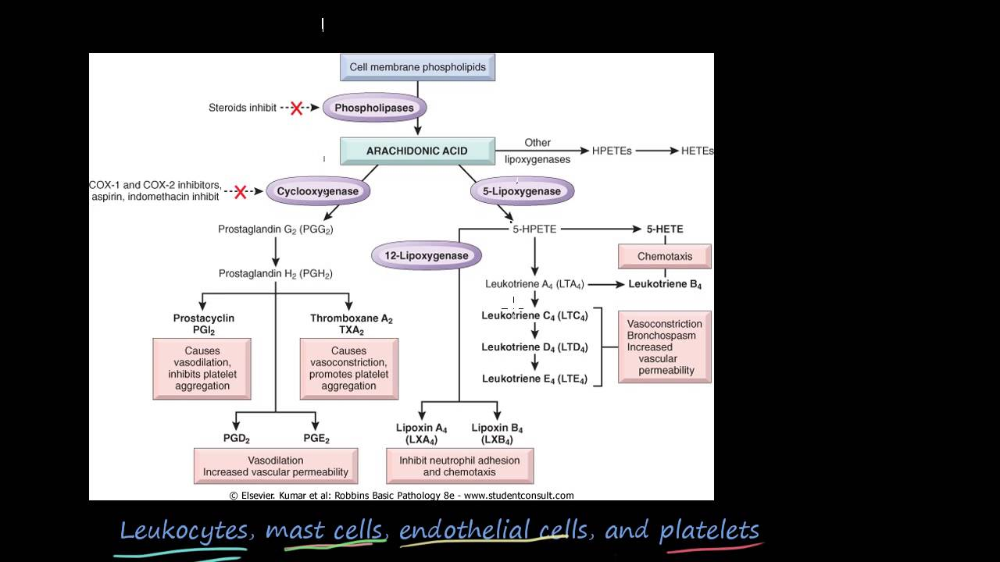 Cell membrane phospholipids
Steroids inhibit
Phospholipases
ARACHIDONIC ACID
Other
lipoxygenases
HPETEs
HETEs
COX-1 and COX-2 inhibitors,
aspirin, indomethacin inhibit
Cyclooxygenase
5-Lipoxygenase
Prostaglandin G₂ (PGG₂)
5-HPETE
5-HETE
12-Lipoxygenase
Chemotaxis
Prostaglandin H₂ (PGH₂)
Leukotriene A₄ (LTA₄)
Leukotriene B₄
Prostacyclin
PGI₂
Thromboxane A₂
TXA₂
Leukotriene C₄ (LTC₄)
Leukotriene D₄ (LTD₄)
Leukotriene E₄ (LTE₄)
Vasoconstriction
Bronchospasm
Increased
vascular
permeability
Causes
vasodilation,
inhibits platelet
aggregation
Causes
vasoconstriction,
promotes platelet
aggregation
PGD₂
PGE₂
Lipoxin A₄
(LXA₄)
Lipoxin B₄
(LXB₄)
Vasodilation
Increased vascular permeability
Inhibit neutrophil adhesion
and chemotaxis
© Elsevier. Kumar et al: Robbins Basic Pathology 8e - www.studentconsult.com
Leukocytes, mast cells, endothelial cells, and platelets